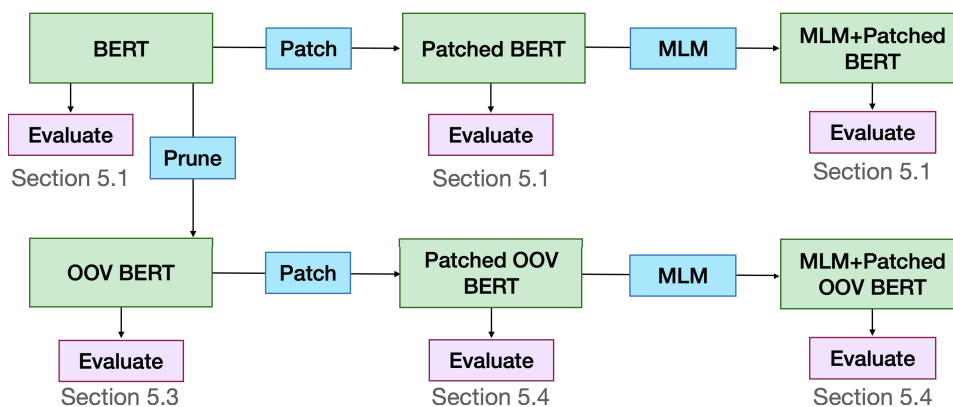 BERT
Patch
Patched BERT
MLM
MLM+Patched
BERT
Evaluate
Section 5.1
Prune
Evaluate
Section 5.1
Evaluate
Section 5.1
OOV BERT
Patch
Patched OOV
BERT
MLM
MLM+Patched
OOV BERT
Evaluate
Section 5.3
Evaluate
Section 5.4
Evaluate
Section 5.4